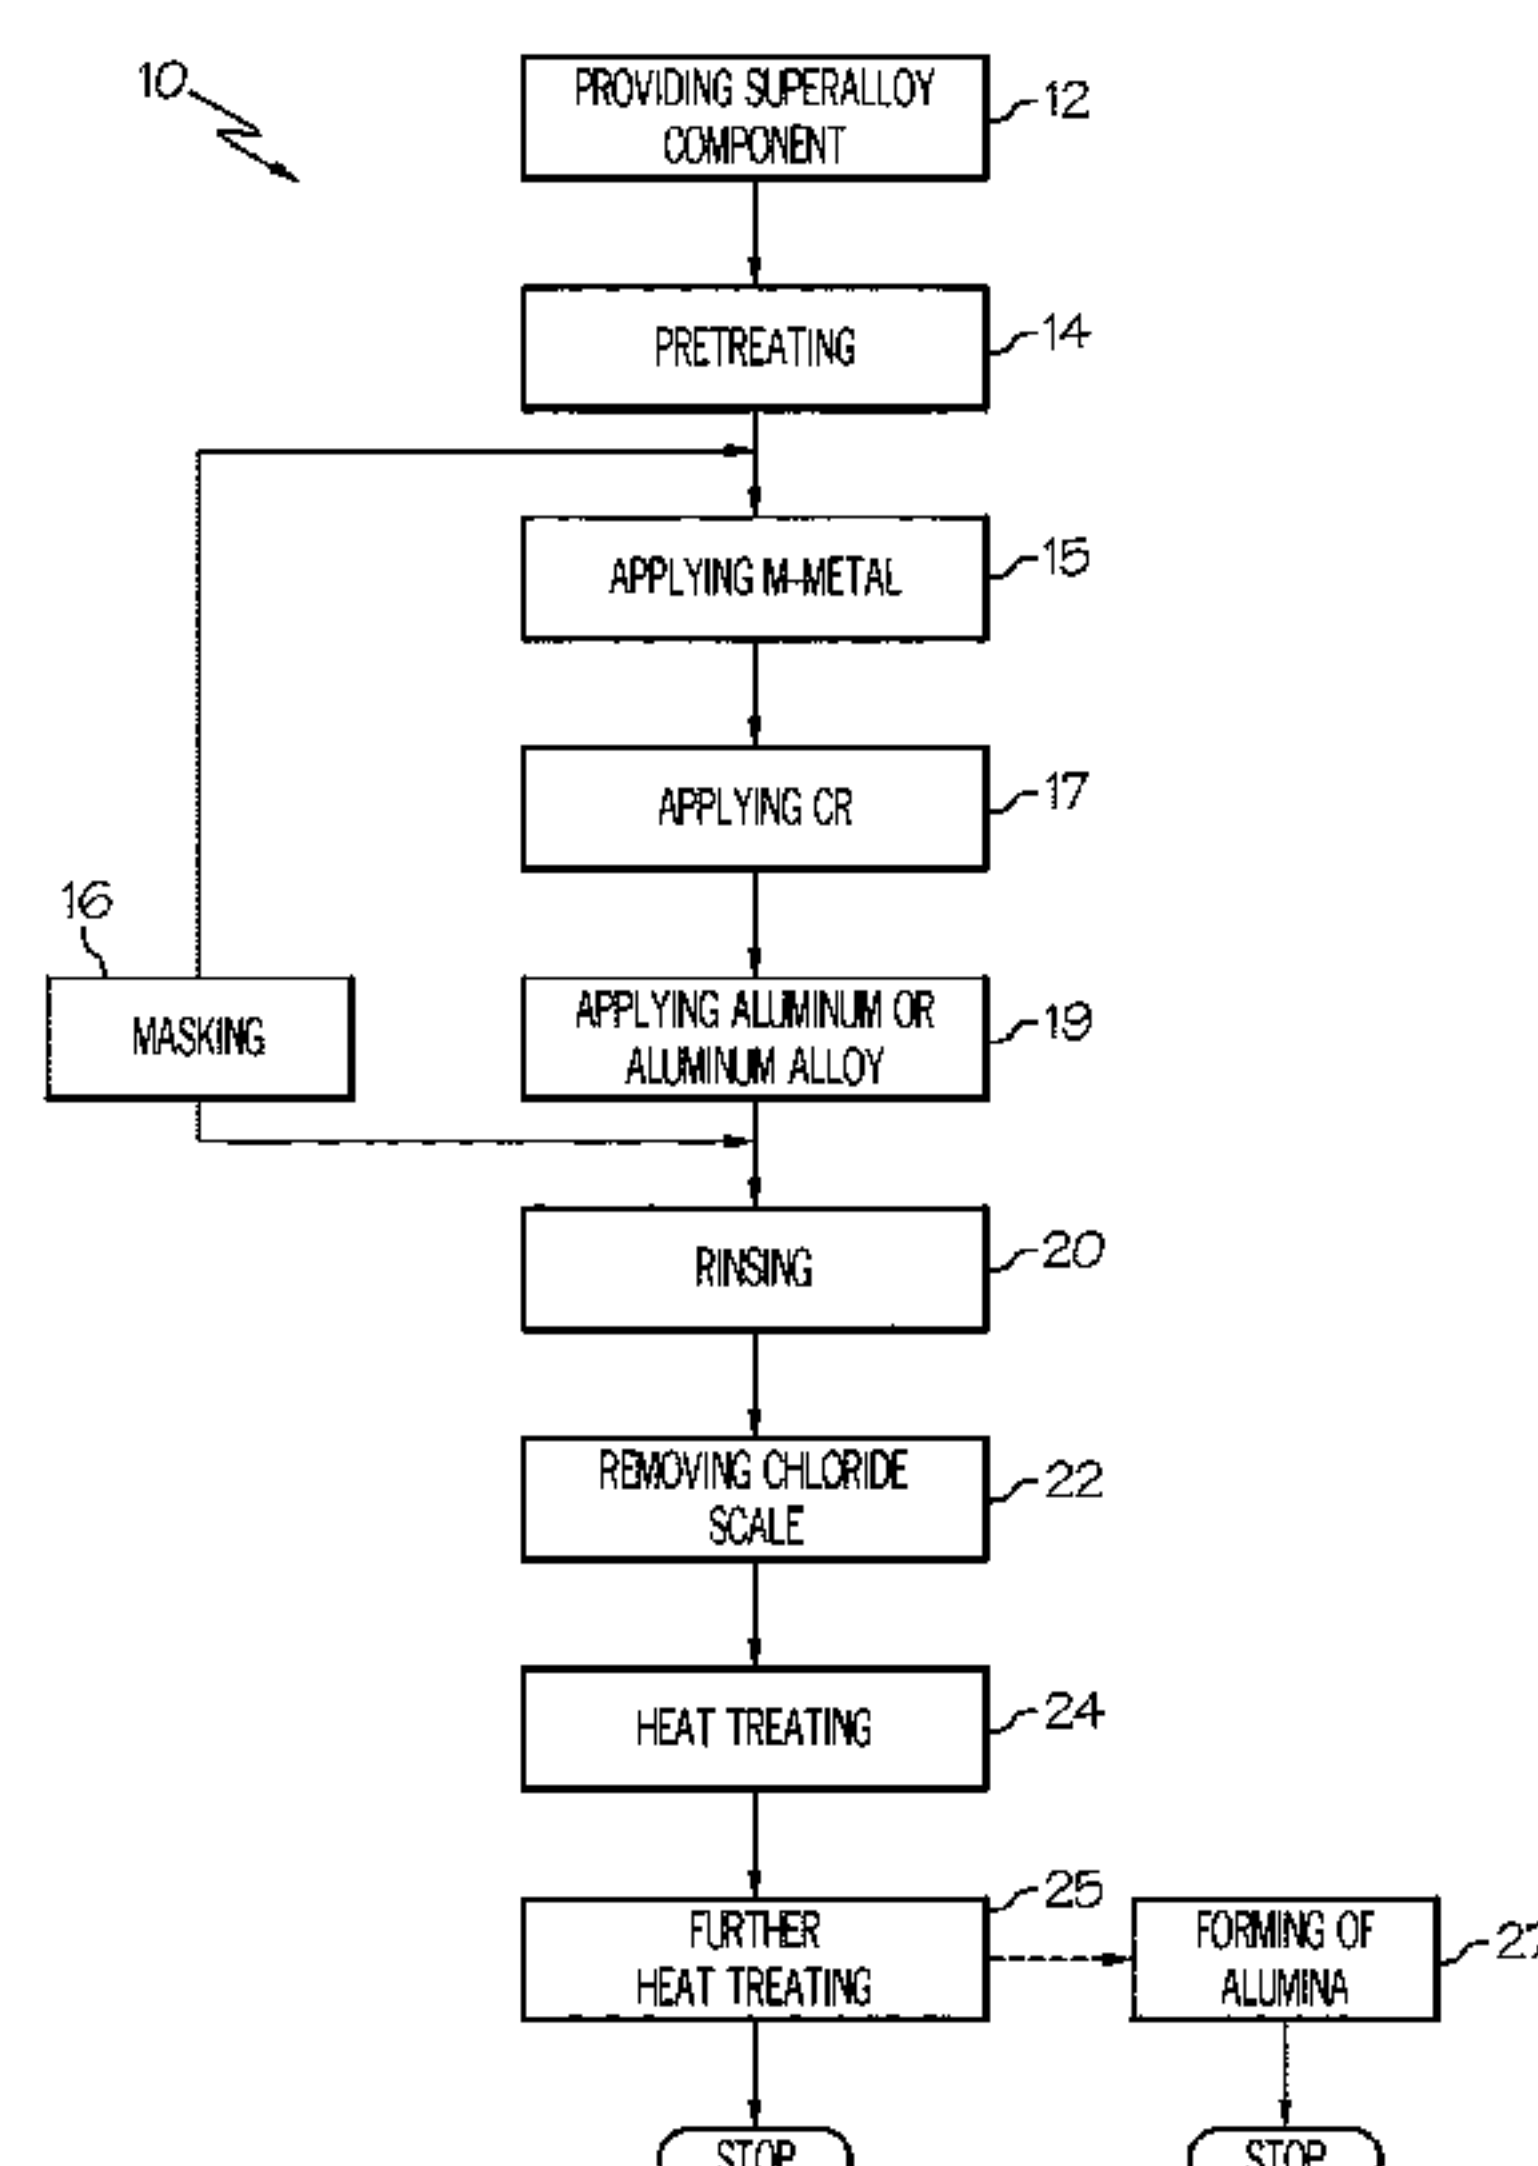 10
PROVIDING SUPERALLOY
COMPONENT
12
PRETREATING
14
APPLYING M-METAL
15
APPLYING CR
17
16
MASKING
APPLYING ALUMINUM OR
ALUMINUM ALLOY
19
RINSING
20
REMOVING CHLORIDE
SCALE
22
HEAT TREATING
24
FURTHER
HEAT TREATING
25
FORMING OF
ALUMINA
27
STOP
STOP